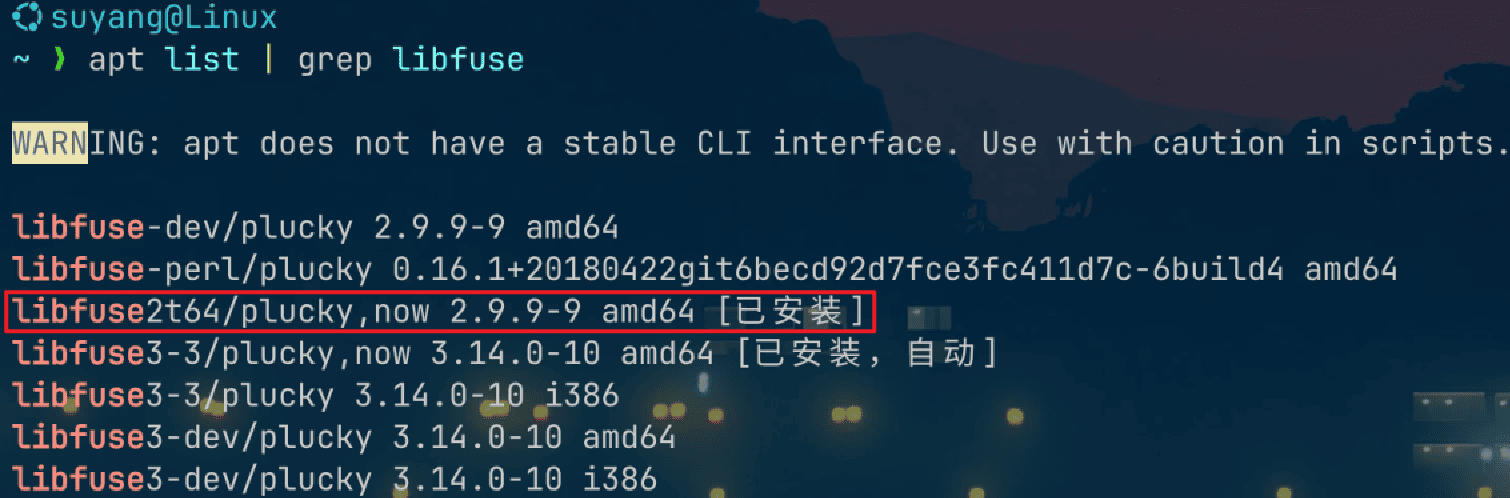 suyang@Linux
~ ❯ apt list | grep libfuse
WARNING: apt does not have a stable CLI interface. Use with caution in scripts.
libfuse-dev/plucky 2.9.9-9 amd64
libfuse-perl/plucky 0.16.1+20180422git6becd92d7fce3fc411d7c-6build4 amd64
libfuse2t64/plucky,now 2.9.9-9 amd64 [已安装]
libfuse3-3/plucky,now 3.14.0-10 amd64 [已安装，自动]
libfuse3-3/plucky 3.14.0-10 i386
libfuse3-dev/plucky 3.14.0-10 amd64
libfuse3-dev/plucky 3.14.0-10 i386